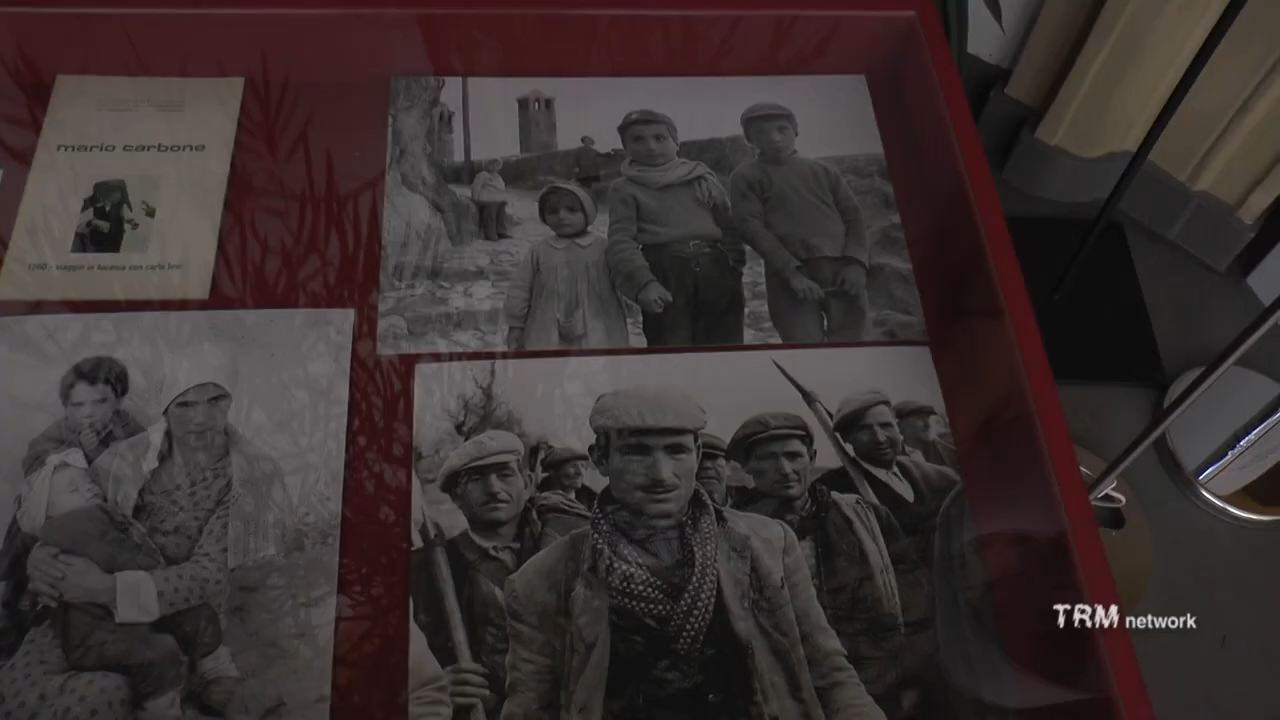 mario carbone
1960 - viaggio in lucania con carlo levi
TRM network